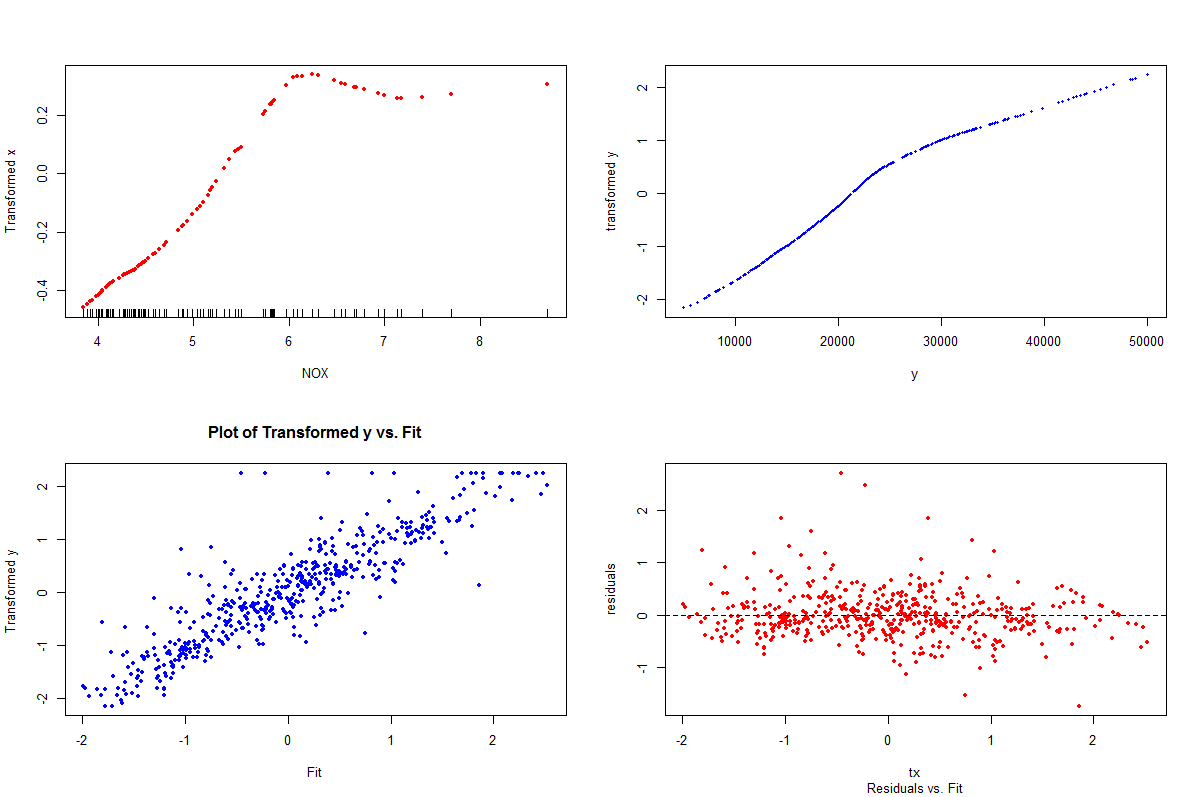 Transformed x
0.2
0.0
-0.2
-0.4
4 5 6 7 8
NOX
transformed y
2
1
0
-1
-2
10000 20000 30000 40000 50000
y
Plot of Transformed y vs. Fit
Transformed y
2
1
0
-1
-2
-2 -1 0 1 2
Fit
residuals
2
1
0
-1
-2 -1 0 1 2
tx
Residuals vs. Fit